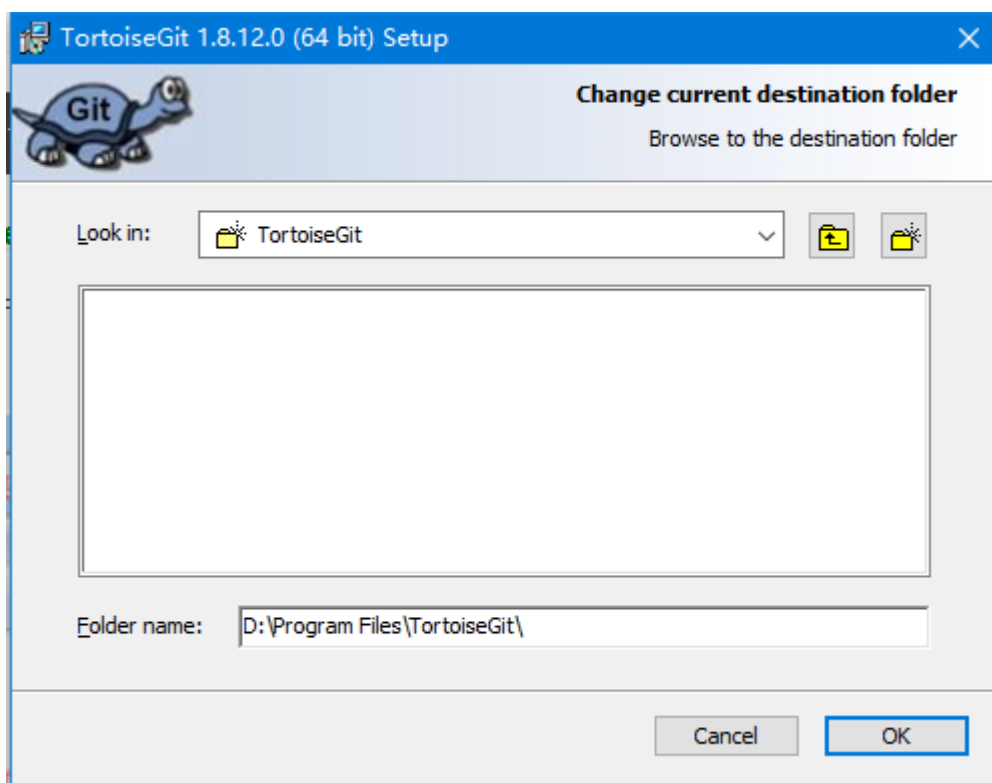 TortoiseGit 1.8.12.0 (64 bit) Setup
Git
Change current destination folder
Browse to the destination folder
Look in:
TortoiseGit
Folder name:
D:\Program Files\TortoiseGit\
Cancel
OK